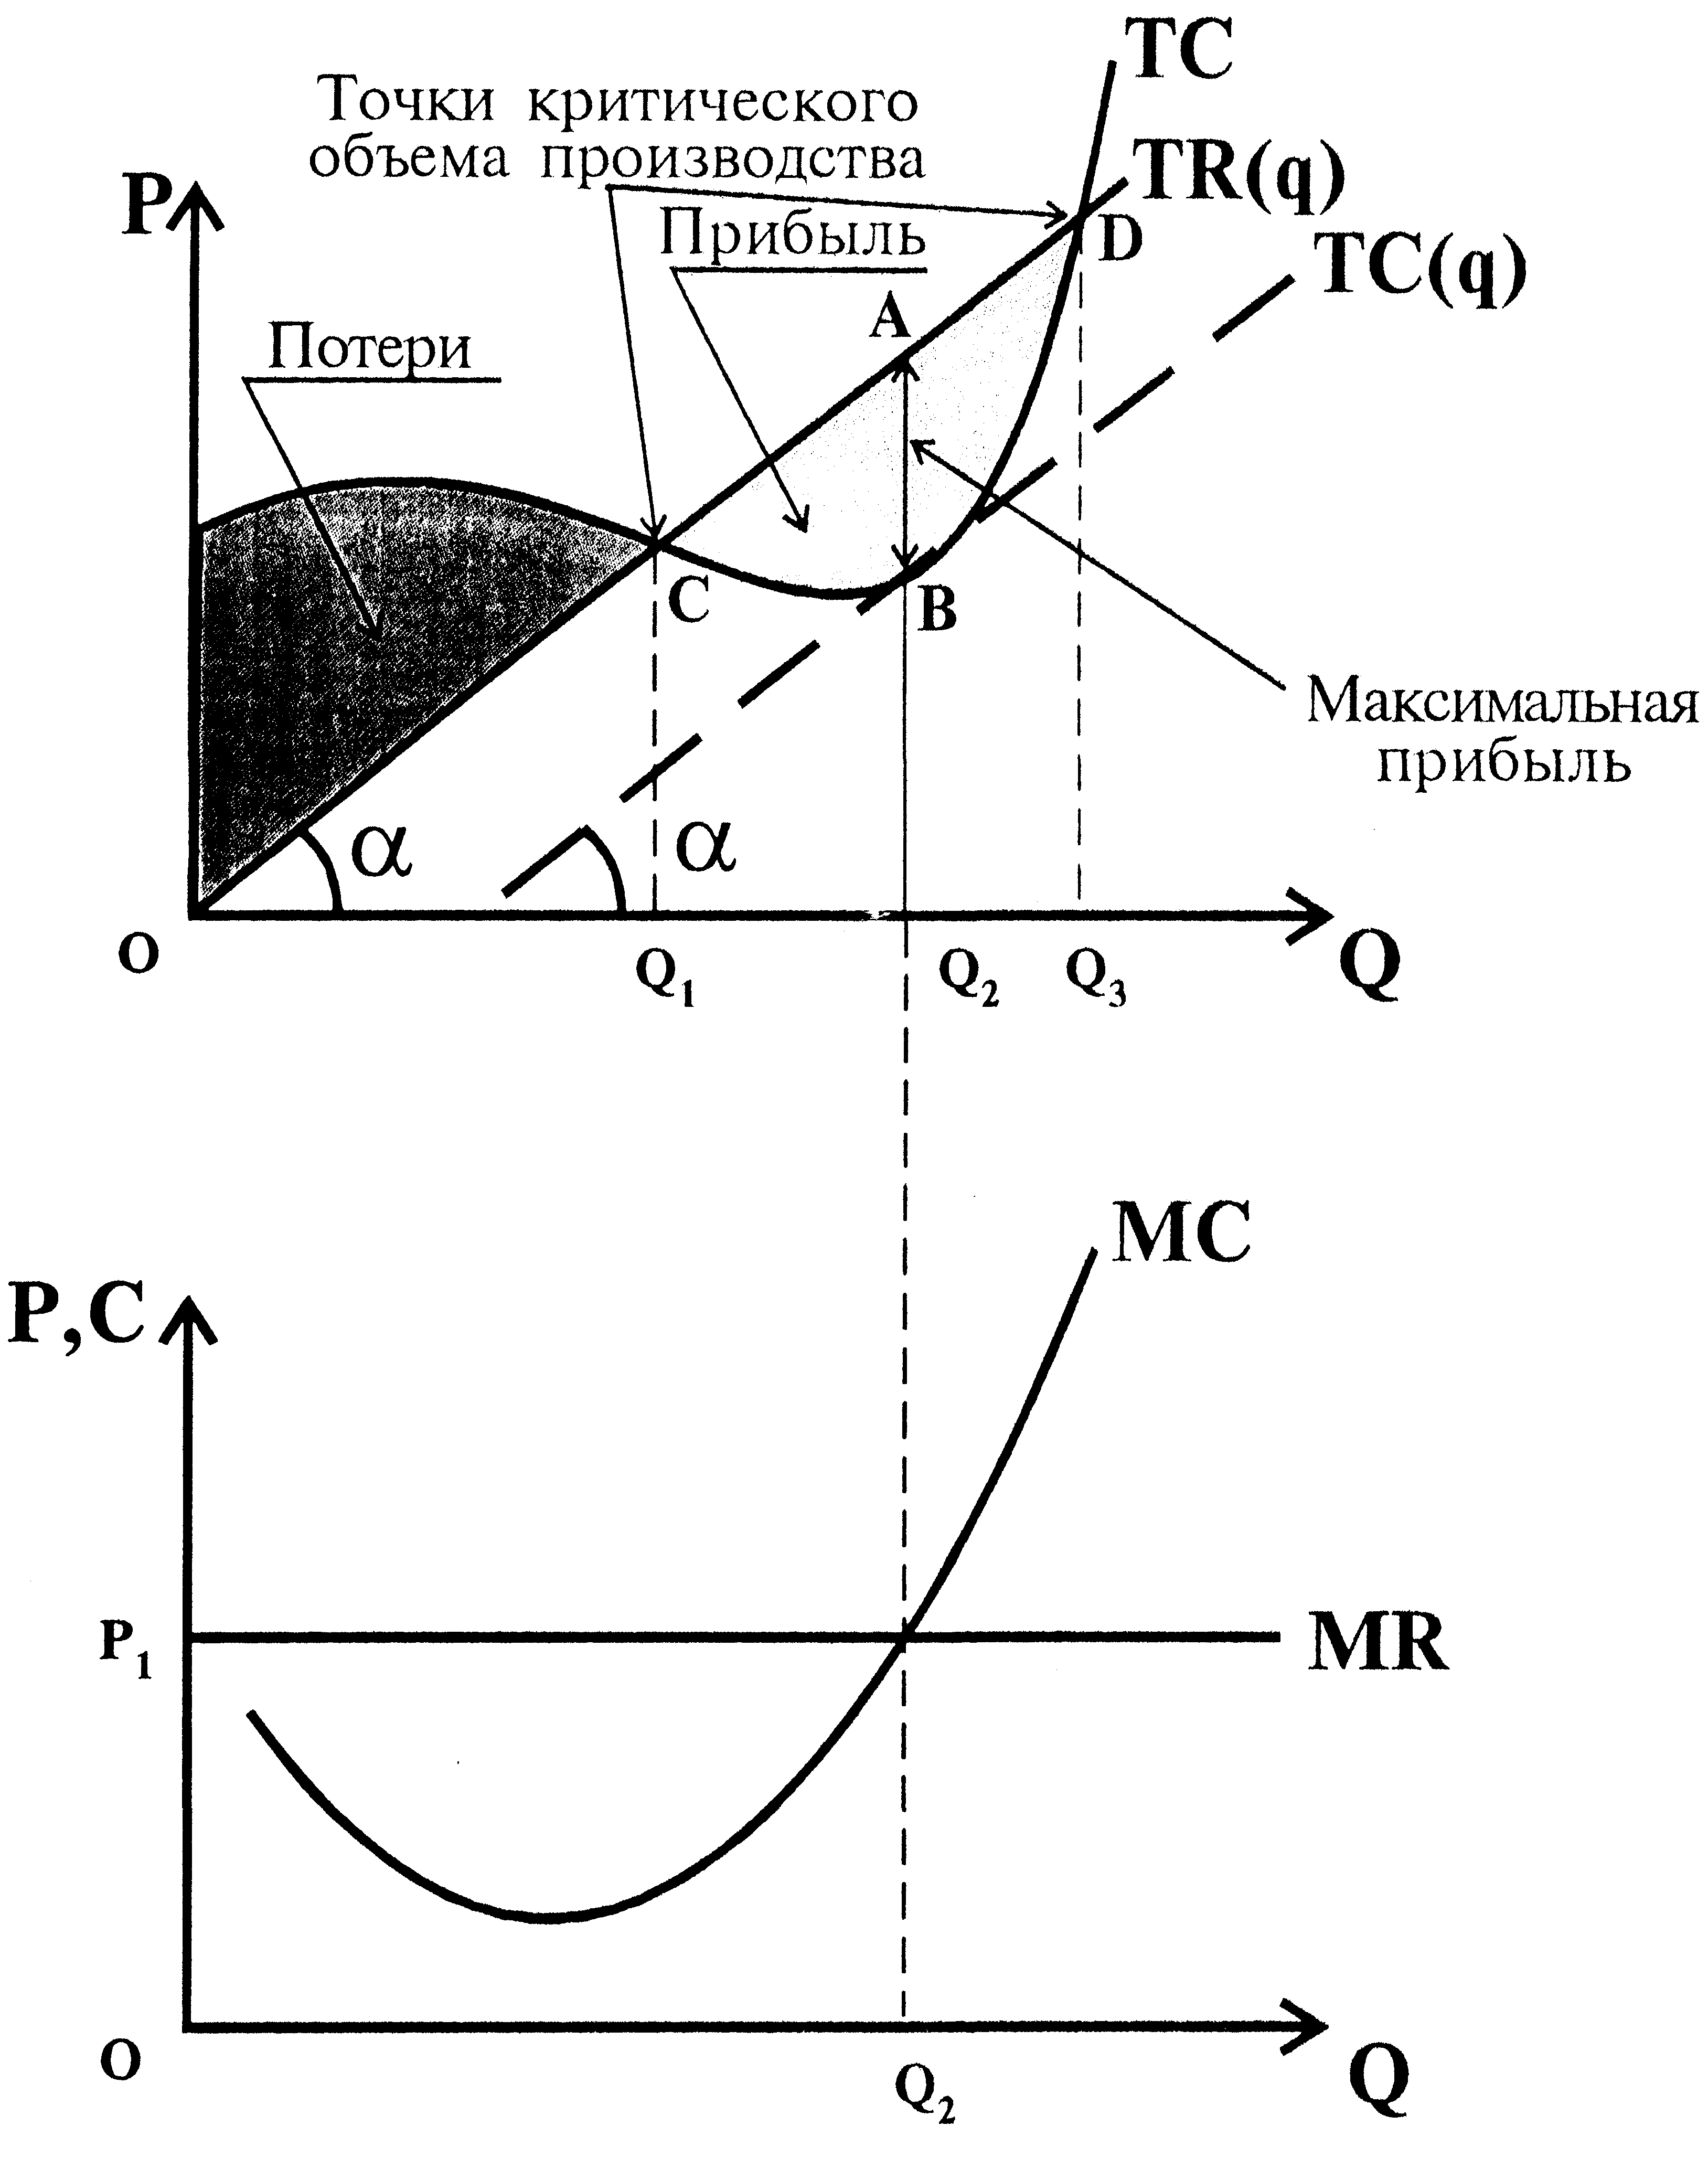 TC
Точки критического
объема производства
TR(q)
P
Прибыль
D
TC(q)
A
Потери
C
B
Максимальная
прибыль
α
α
O
Q₁
Q₂
Q₃
Q
MC
P,C
P₁
MR
O
Q₂
Q